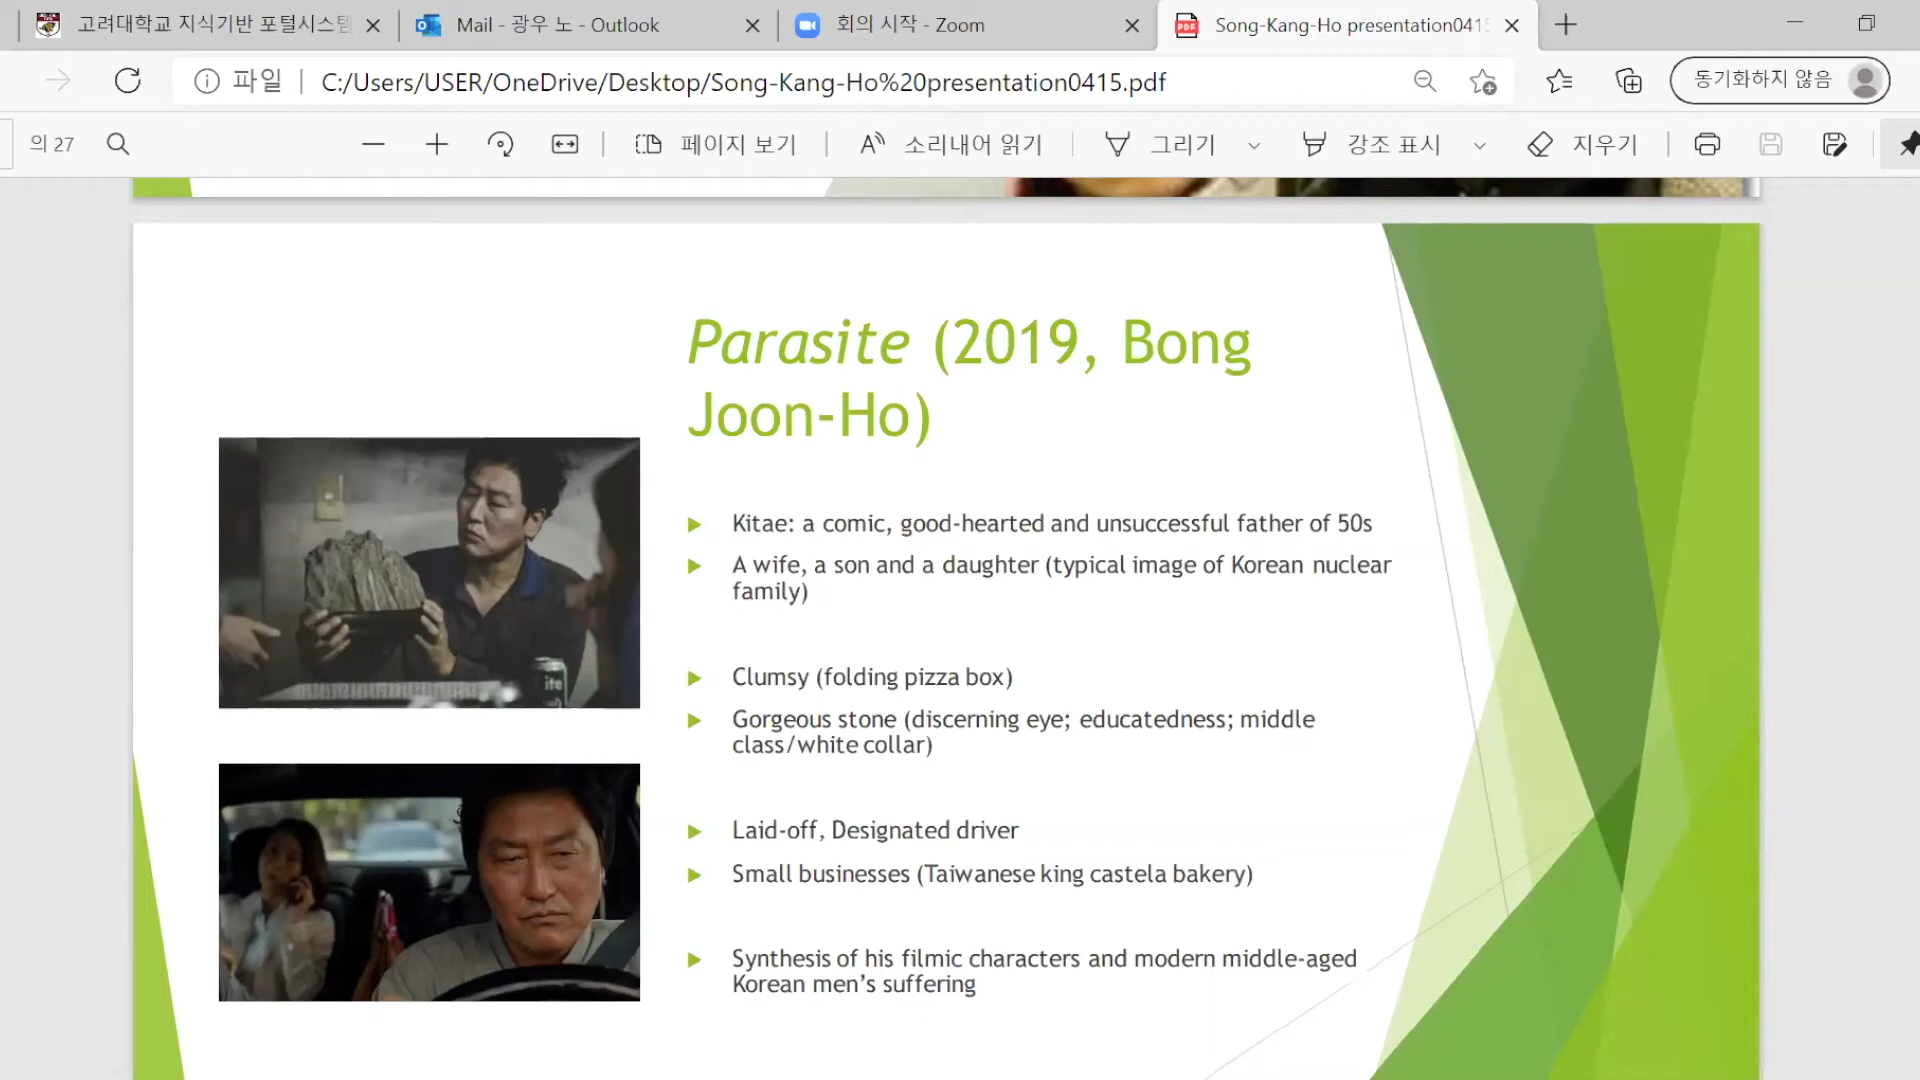 고려대학교 지식기반 포털시스템
Mail - 광우 노 - Outlook
회의 시작 - Zoom
Song-Kang-Ho presentation0415
파일
C:/Users/USER/OneDrive/Desktop/Song-Kang-Ho%20presentation0415.pdf
동기화하지 않음
의 27
페이지 보기
소리내어 읽기
그리기
강조 표시
지우기
Parasite (2019, Bong
Joon-Ho)
Kitae: a comic, good-hearted and unsuccessful father of 50s
A wife, a son and a daughter (typical image of Korean nuclear
family)
Clumsy (folding pizza box)
Gorgeous stone (discerning eye; educatedness; middle
class/white collar)
Laid-off, Designated driver
Small businesses (Taiwanese king castela bakery)
Synthesis of his filmic characters and modern middle-aged
Korean men's suffering
ite